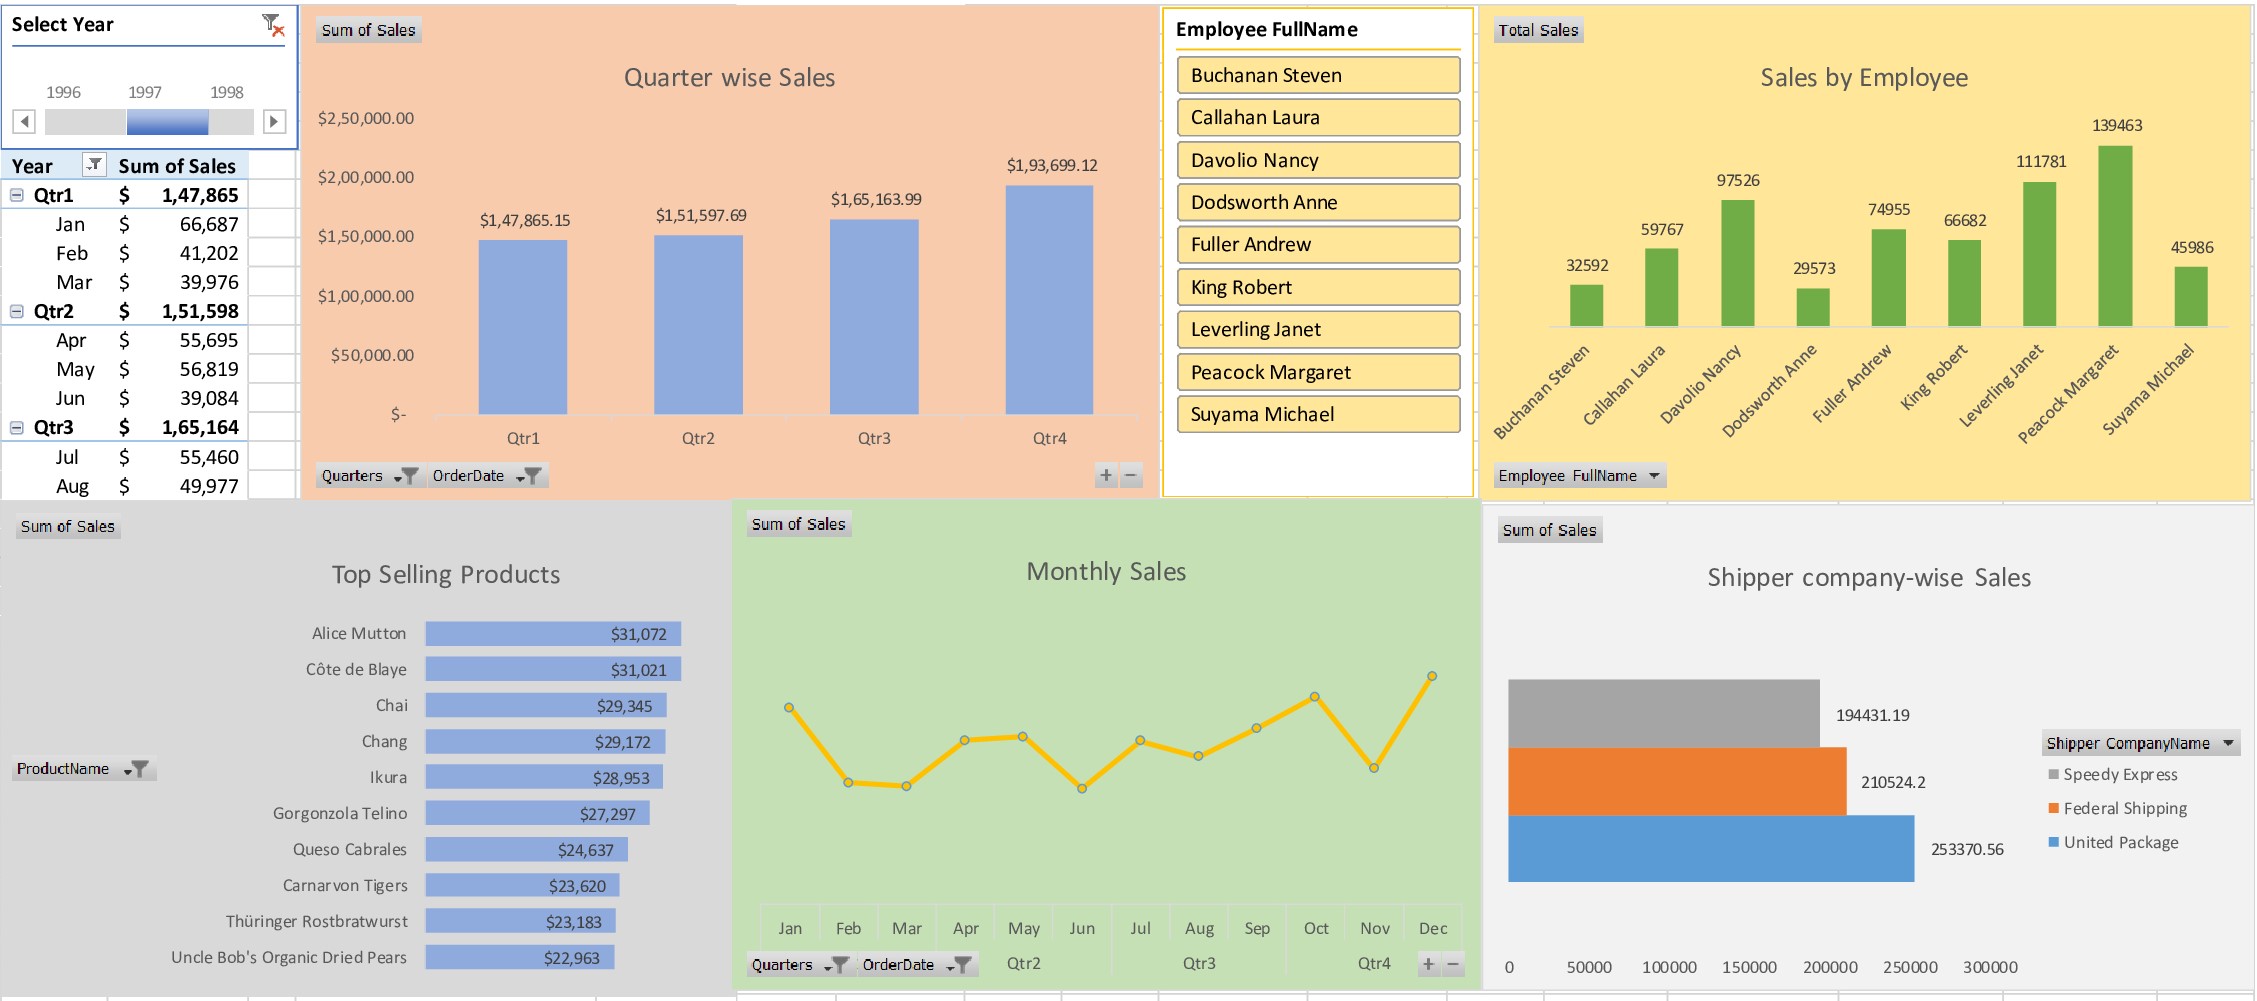 Select Year
1996 1997 1998
Year Sum of Sales
Qtr1 $ 1,47,865
Jan $ 66,687
Feb $ 41,202
Mar $ 39,976
Qtr2 $ 1,51,598
Apr $ 55,695
May $ 56,819
Jun $ 39,084
Qtr3 $ 1,65,164
Jul $ 55,460
Aug $ 49,977
Sum of Sales
Quarter wise Sales
$2,50,000.00
$2,00,000.00
$1,50,000.00
$1,00,000.00
$50,000.00
$-
$1,47,865.15
$1,51,597.69
$1,65,163.99
$1,93,699.12
Qtr1 Qtr2 Qtr3 Qtr4
Quarters OrderDate
+ −
Employee FullName
Buchanan Steven
Callahan Laura
Davolio Nancy
Dodsworth Anne
Fuller Andrew
King Robert
Leverling Janet
Peacock Margaret
Suyama Michael
Total Sales
Sales by Employee
32592
59767
97526
29573
74955
66682
111781
139463
45986
Buchanan Steven
Callahan Laura
Davolio Nancy
Dodsworth Anne
Fuller Andrew
King Robert
Leverling Janet
Peacock Margaret
Suyama Michael
Employee FullName
Sum of Sales
Top Selling Products
ProductName
Alice Mutton $31,072
Côte de Blaye $31,021
Chai $29,345
Chang $29,172
Ikura $28,953
Gorgonzola Telino $27,297
Queso Cabrales $24,637
Carnarvon Tigers $23,620
Thüringer Rostbratwurst $23,183
Uncle Bob's Organic Dried Pears $22,963
Sum of Sales
Monthly Sales
Jan Feb Mar Apr May Jun Jul Aug Sep Oct Nov Dec
Quarters OrderDate Qtr2 Qtr3 Qtr4 + −
Sum of Sales
Shipper company-wise Sales
194431.19
210524.2
253370.56
Shipper CompanyName
Speedy Express
Federal Shipping
United Package
0 50000 100000 150000 200000 250000 300000